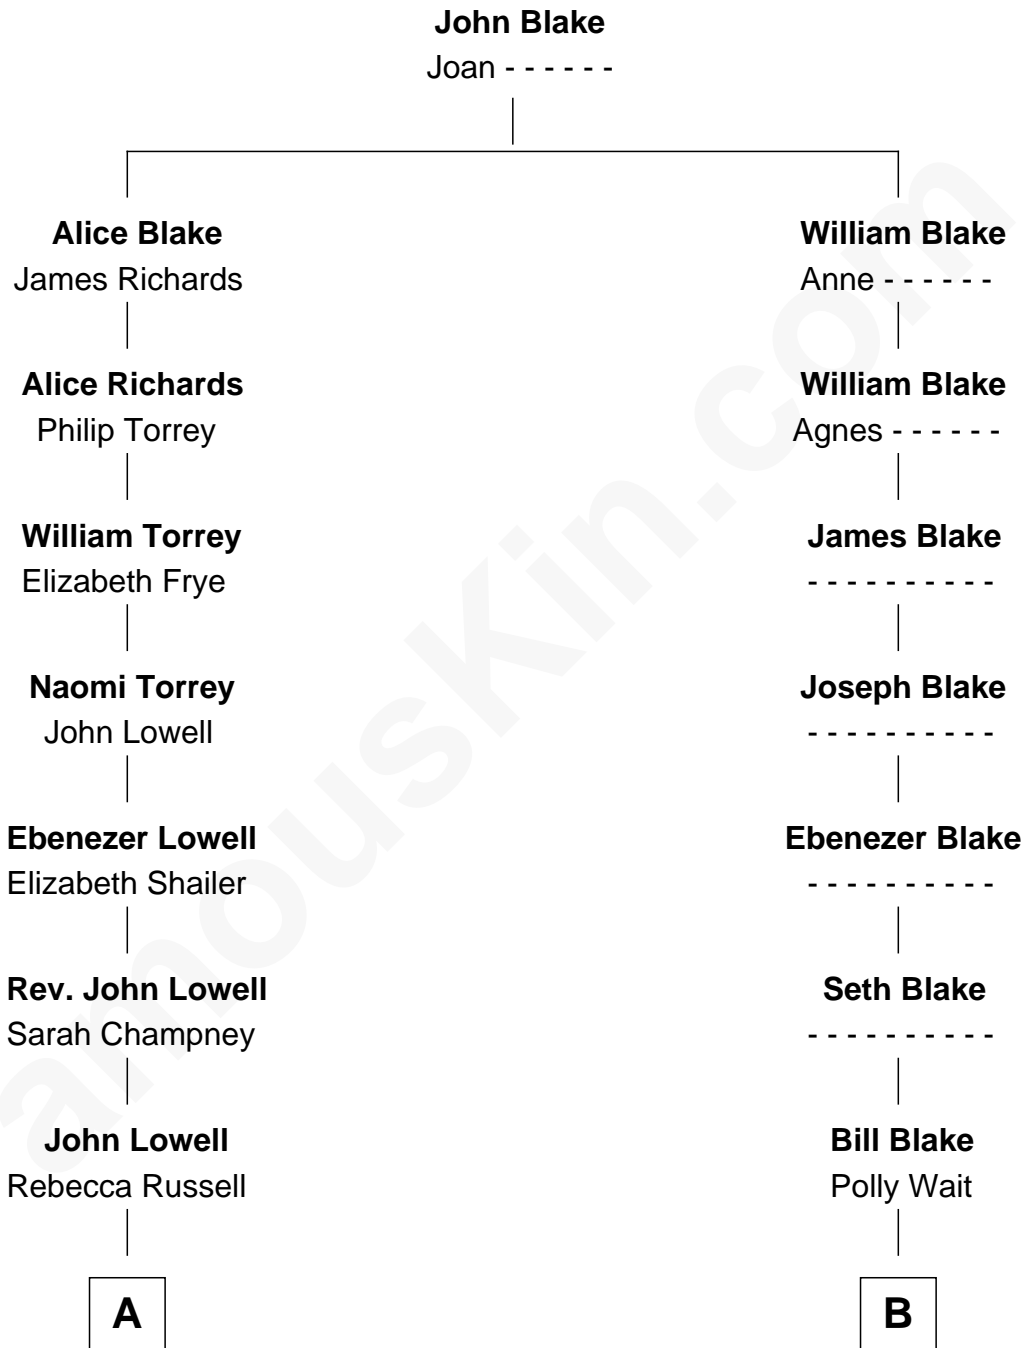 John Blake
Joan - - - - - -
Alice Blake
James Richards
William Blake
Anne - - - - - -
Alice Richards
Philip Torrey
William Blake
Agnes - - - - - -
William Torrey
Elizabeth Frye
James Blake
- - - - - - - - - -
Naomi Torrey
John Lowell
Joseph Blake
- - - - - - - - - -
Ebenezer Lowell
Elizabeth Shailer
Ebenezer Blake
- - - - - - - - - -
Rev. John Lowell
Sarah Champney
Seth Blake
- - - - - - - - - -
John Lowell
Rebecca Russell
Bill Blake
Polly Wait
A
B
amouskin.com